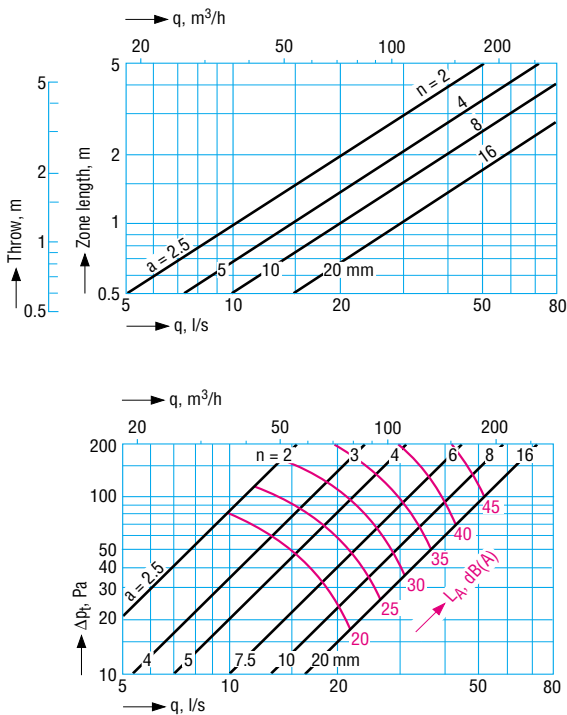 q, m³/h
20 50 100 200
5 5
n = 2
4
8
16
2 2
1 1
0.5 0.5
Throw, m
Zone length, m
a = 2.5
5 10 20 mm
5 10 20 50 80
q, l/s
q, m³/h
20 50 100 200
200
n = 2 3 4 6 8 16
100
50
40
30
20
10
Δpt, Pa
a = 2.5
45
40
35
30
25
20
LA, dB(A)
4 5 7.5 10 20 mm
5 10 20 50 80
q, l/s